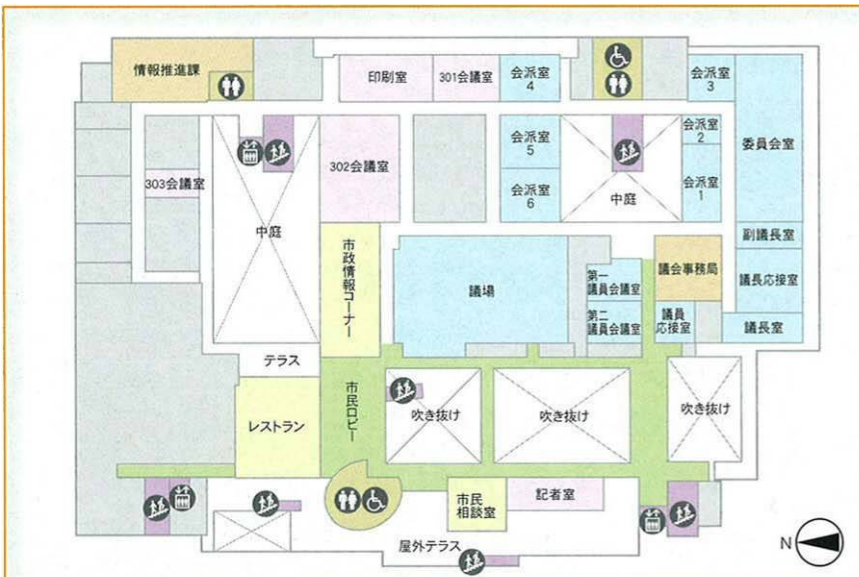 情報推進課
印刷室
301会議室
会派室
4
会派室
3
303会議室
302会議室
会派室
5
会派室
6
会派室
2
会派室
1
委員会室
中庭
中庭
副議長室
市政情報コーナー
議場
第一
議員会議室
第二
議員会議室
議会事務局
議長応接室
議員
応接室
議長室
テラス
レストラン
市民ロビー
吹き抜け
吹き抜け
吹き抜け
市民
相談室
記者室
屋外テラス
N